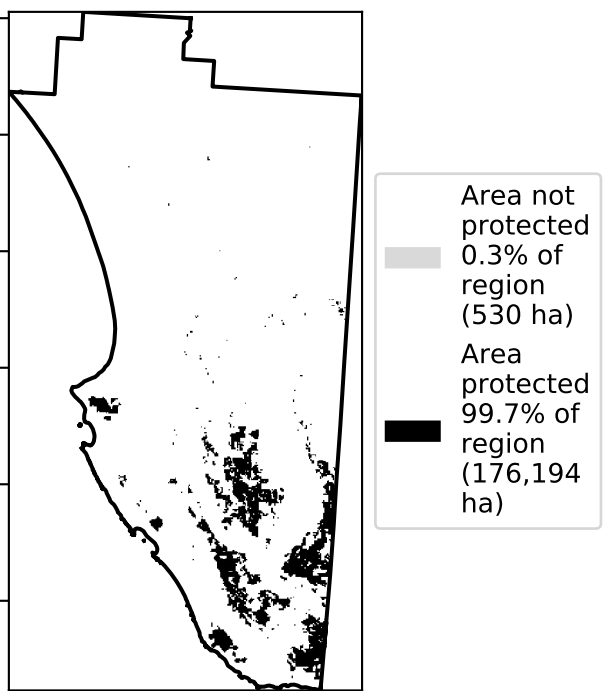 Area not
protected
0.3% of
region
(530 ha)
Area
protected
99.7% of
region
(176,194
ha)